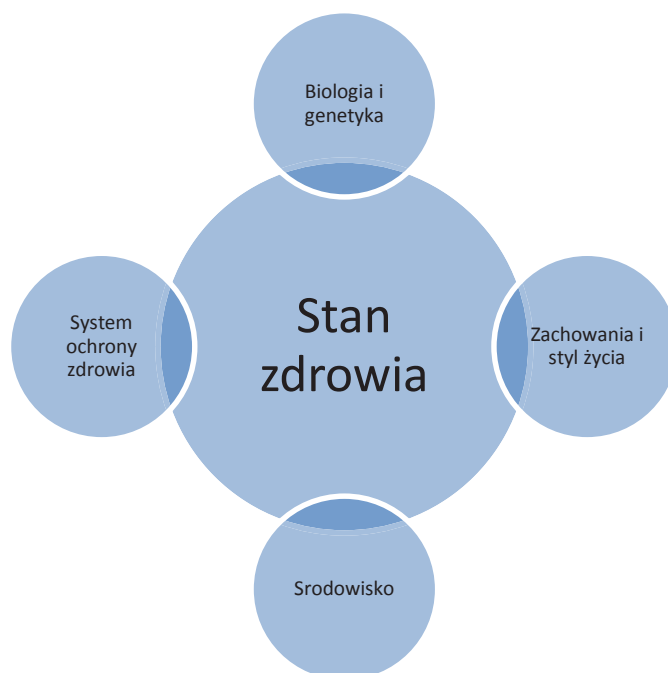 Biologia i
genetyka
System
ochrony
zdrowia
Stan
zdrowia
Zachowania i
styl życia
Srodowisko